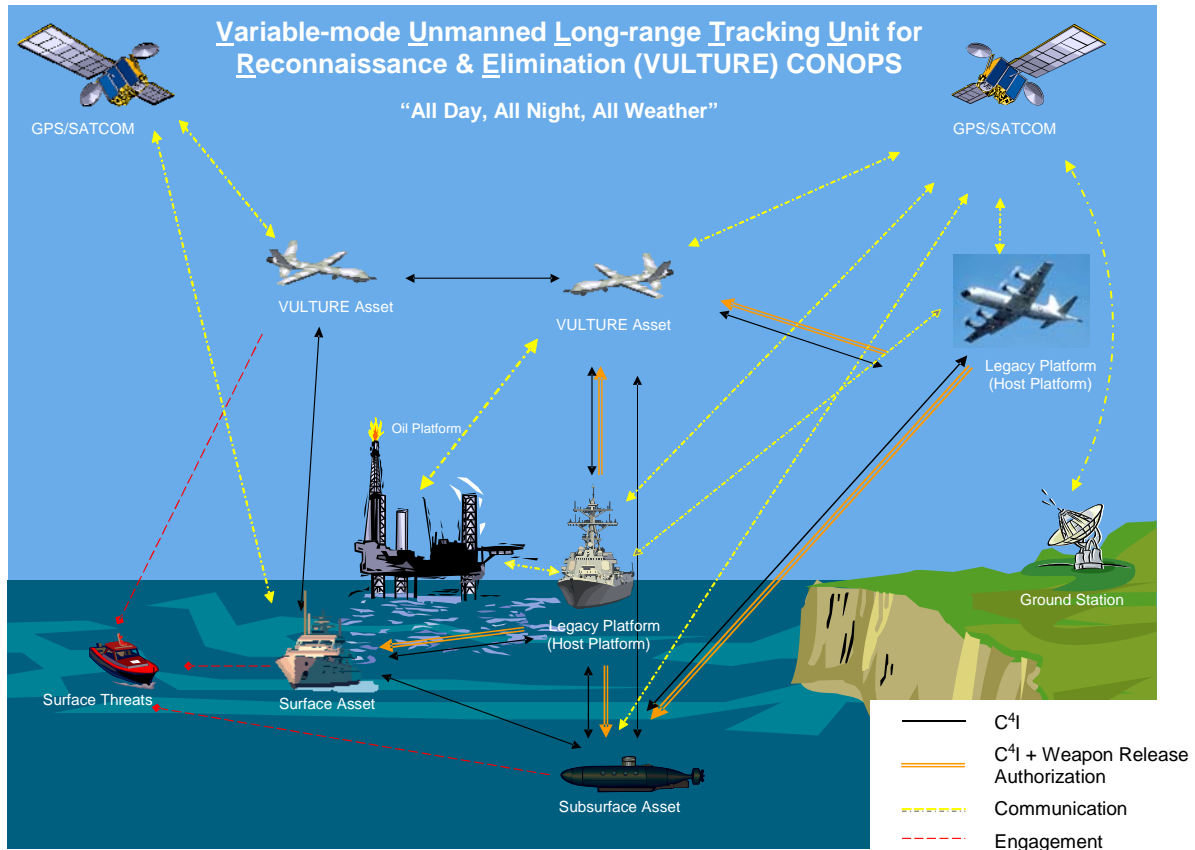 Variable-mode Unmanned Long-range Tracking Unit for
Reconnaissance & Elimination (VULTURE) CONOPS
“All Day, All Night, All Weather”
GPS/SATCOM
GPS/SATCOM
VULTURE Asset
VULTURE Asset
Legacy Platform
(Host Platform)
Oil Platform
Ground Station
Legacy Platform
(Host Platform)
Surface Threats
Surface Asset
Subsurface Asset
C⁴I
C⁴I + Weapon Release
Authorization
Communication
Engagement